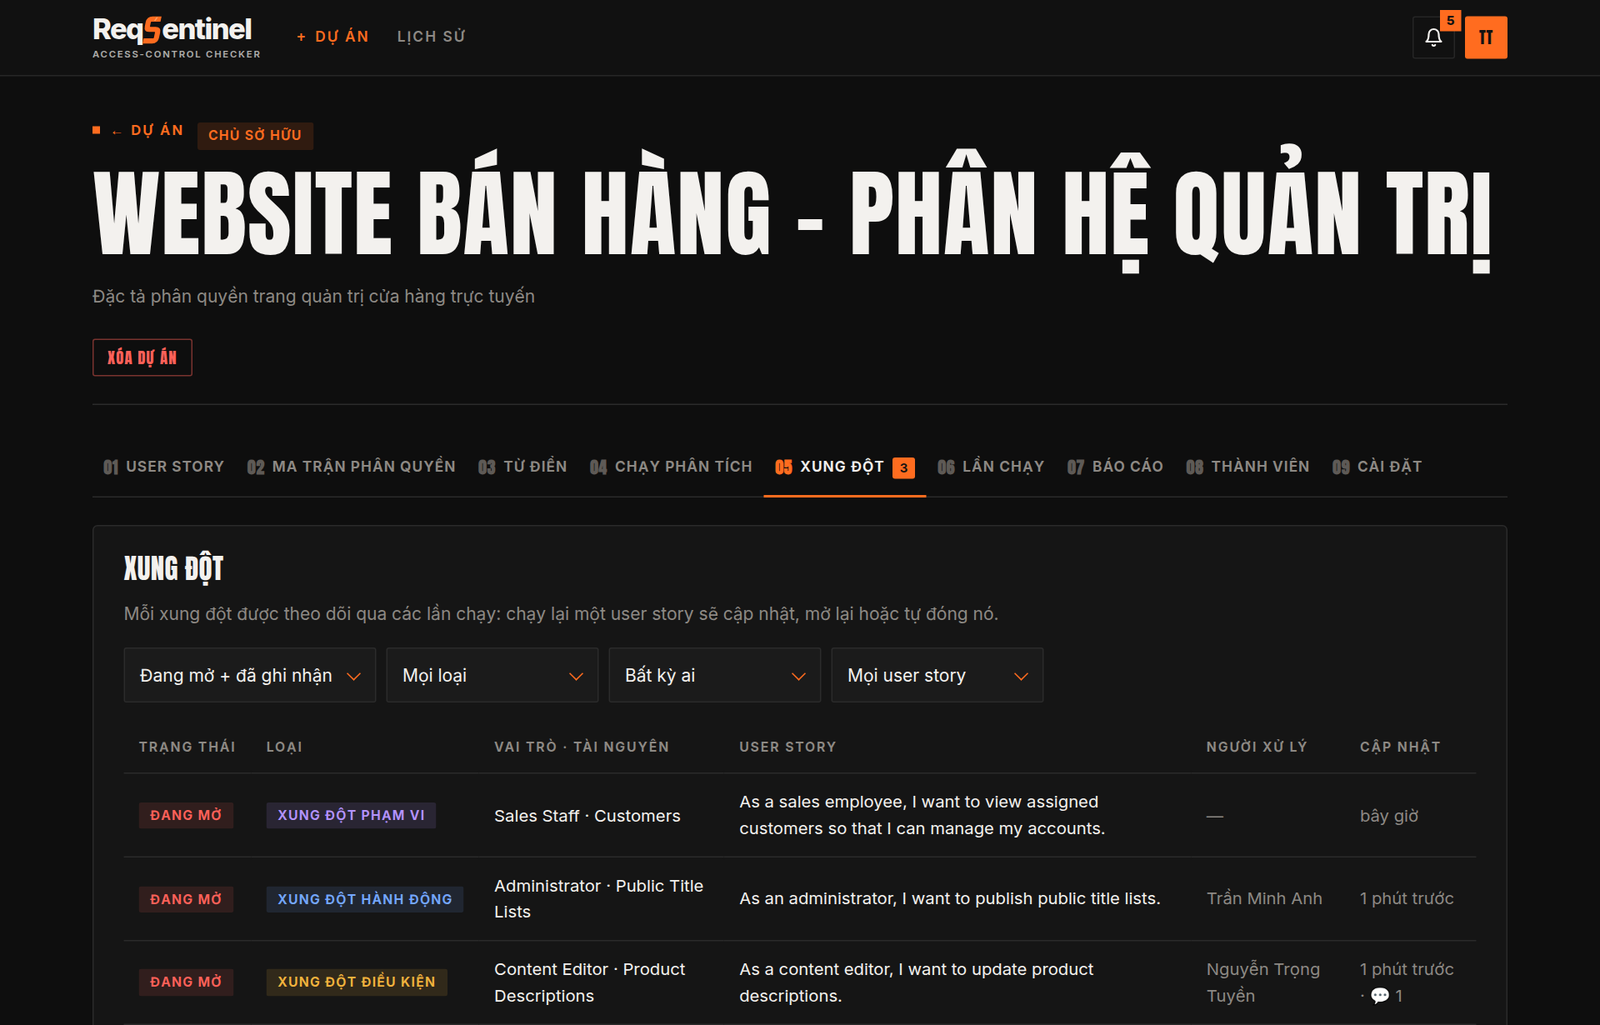 ReqSentinel
ACCESS-CONTROL CHECKER
+ DỰ ÁN
LỊCH SỬ
5
TT
← DỰ ÁN
CHỦ SỞ HỮU
WEBSITE BÁN HÀNG - PHÂN HỆ QUẢN TRỊ
Đặc tả phân quyền trang quản trị cửa hàng trực tuyến
XÓA DỰ ÁN
01 USER STORY
02 MA TRẬN PHÂN QUYỀN
03 TỪ ĐIỂN
04 CHẠY PHÂN TÍCH
05 XUNG ĐỘT 3
06 LẦN CHẠY
07 BÁO CÁO
08 THÀNH VIÊN
09 CÀI ĐẶT
XUNG ĐỘT
Mỗi xung đột được theo dõi qua các lần chạy: chạy lại một user story sẽ cập nhật, mở lại hoặc tự đóng nó.
Đang mở + đã ghi nhận
Mọi loại
Bất kỳ ai
Mọi user story
TRẠNG THÁI
LOẠI
VAI TRÒ · TÀI NGUYÊN
USER STORY
NGƯỜI XỬ LÝ
CẬP NHẬT
ĐANG MỞ
XUNG ĐỘT PHẠM VI
Sales Staff · Customers
As a sales employee, I want to view assigned
customers so that I can manage my accounts.
—
bây giờ
ĐANG MỞ
XUNG ĐỘT HÀNH ĐỘNG
Administrator · Public Title
Lists
As an administrator, I want to publish public title lists.
Trần Minh Anh
1 phút trước
ĐANG MỞ
XUNG ĐỘT ĐIỀU KIỆN
Content Editor · Product
Descriptions
As a content editor, I want to update product
descriptions.
Nguyễn Trọng
Tuyền
1 phút trước
· 💬 1